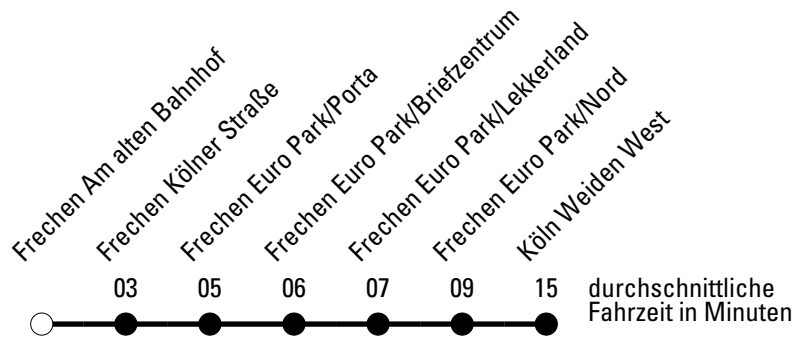 Frechen Am alten Bahnhof
Frechen Kölner Straße
Frechen Euro Park/Porta
Frechen Euro Park/Briefzentrum
Frechen Euro Park/Lekkerland
Frechen Euro Park/Nord
Köln Weiden West
03 05 06 07 09 15
durchschnittliche
Fahrzeit in Minuten